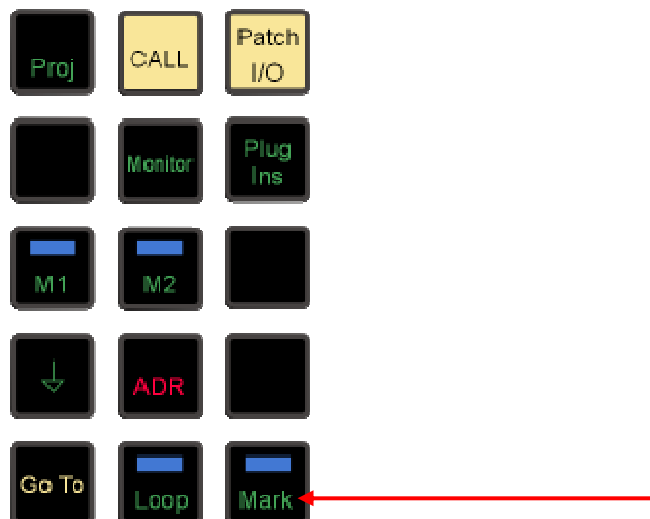 Proj
CALL
Patch
I/O
Monitor
Plug
Ins
M1
M2
ADR
Go To
Loop
Mark